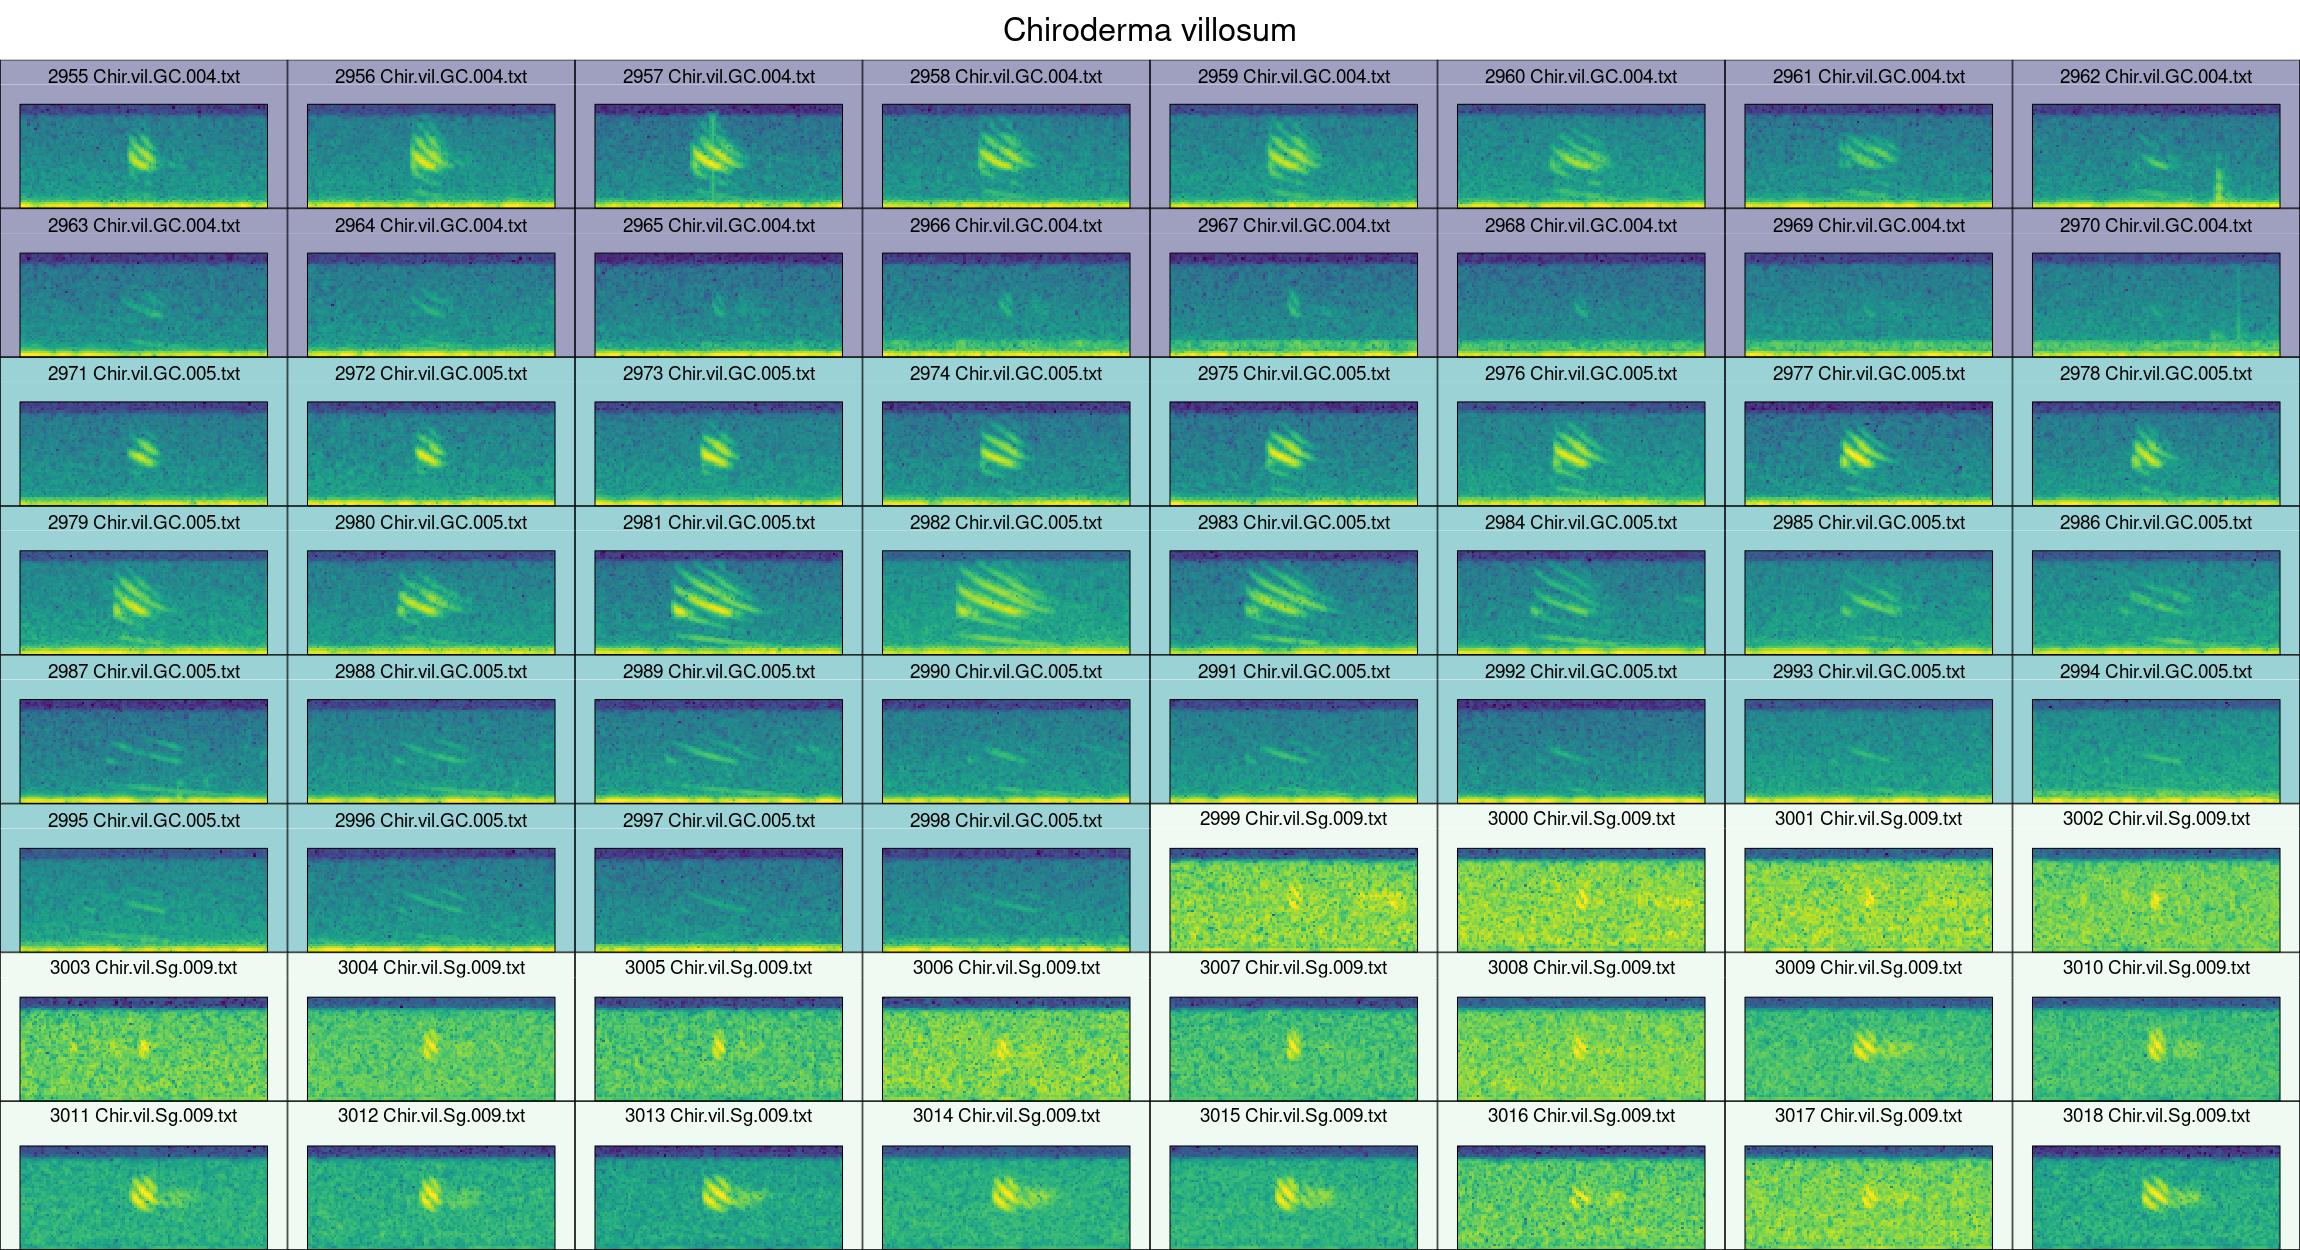 Chiroderma villosum
2955 Chir.vil.GC.004.txt 2956 Chir.vil.GC.004.txt 2957 Chir.vil.GC.004.txt 2958 Chir.vil.GC.004.txt 2959 Chir.vil.GC.004.txt 2960 Chir.vil.GC.004.txt 2961 Chir.vil.GC.004.txt 2962 Chir.vil.GC.004.txt
2963 Chir.vil.GC.004.txt 2964 Chir.vil.GC.004.txt 2965 Chir.vil.GC.004.txt 2966 Chir.vil.GC.004.txt 2967 Chir.vil.GC.004.txt 2968 Chir.vil.GC.004.txt 2969 Chir.vil.GC.004.txt 2970 Chir.vil.GC.004.txt
2971 Chir.vil.GC.005.txt 2972 Chir.vil.GC.005.txt 2973 Chir.vil.GC.005.txt 2974 Chir.vil.GC.005.txt 2975 Chir.vil.GC.005.txt 2976 Chir.vil.GC.005.txt 2977 Chir.vil.GC.005.txt 2978 Chir.vil.GC.005.txt
2979 Chir.vil.GC.005.txt 2980 Chir.vil.GC.005.txt 2981 Chir.vil.GC.005.txt 2982 Chir.vil.GC.005.txt 2983 Chir.vil.GC.005.txt 2984 Chir.vil.GC.005.txt 2985 Chir.vil.GC.005.txt 2986 Chir.vil.GC.005.txt
2987 Chir.vil.GC.005.txt 2988 Chir.vil.GC.005.txt 2989 Chir.vil.GC.005.txt 2990 Chir.vil.GC.005.txt 2991 Chir.vil.GC.005.txt 2992 Chir.vil.GC.005.txt 2993 Chir.vil.GC.005.txt 2994 Chir.vil.GC.005.txt
2995 Chir.vil.GC.005.txt 2996 Chir.vil.GC.005.txt 2997 Chir.vil.GC.005.txt 2998 Chir.vil.GC.005.txt 2999 Chir.vil.Sg.009.txt 3000 Chir.vil.Sg.009.txt 3001 Chir.vil.Sg.009.txt 3002 Chir.vil.Sg.009.txt
3003 Chir.vil.Sg.009.txt 3004 Chir.vil.Sg.009.txt 3005 Chir.vil.Sg.009.txt 3006 Chir.vil.Sg.009.txt 3007 Chir.vil.Sg.009.txt 3008 Chir.vil.Sg.009.txt 3009 Chir.vil.Sg.009.txt 3010 Chir.vil.Sg.009.txt
3011 Chir.vil.Sg.009.txt 3012 Chir.vil.Sg.009.txt 3013 Chir.vil.Sg.009.txt 3014 Chir.vil.Sg.009.txt 3015 Chir.vil.Sg.009.txt 3016 Chir.vil.Sg.009.txt 3017 Chir.vil.Sg.009.txt 3018 Chir.vil.Sg.009.txt